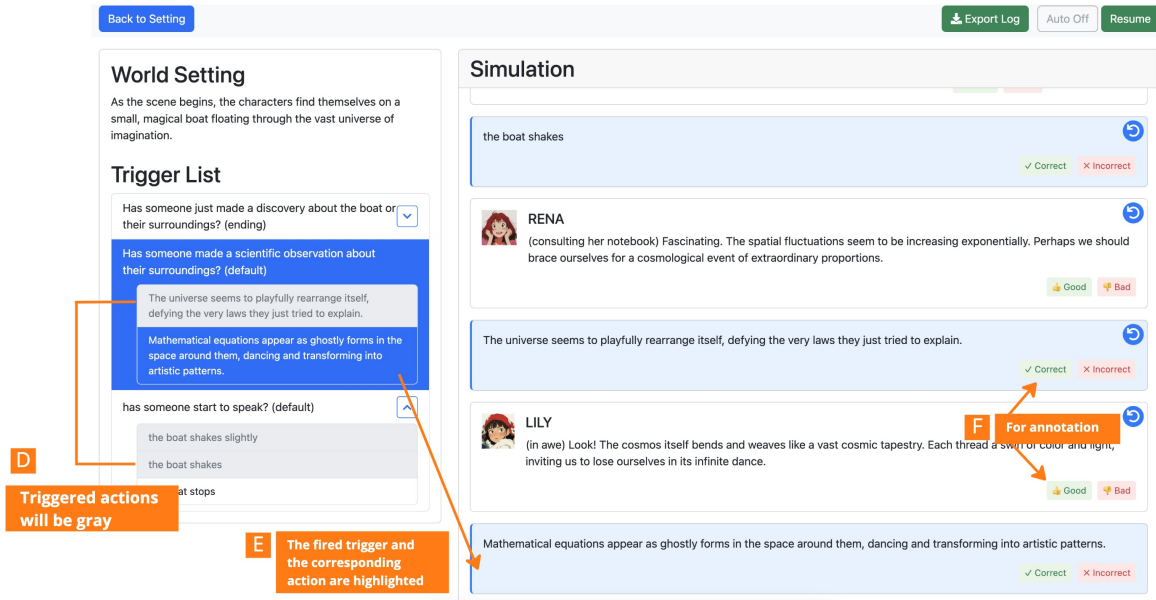 Back to Setting
Export Log
Auto Off
Resume
World Setting
As the scene begins, the characters find themselves on a
small, magical boat floating through the vast universe of
imagination.
Trigger List
Has someone just made a discovery about the boat or
their surroundings? (ending)
Has someone made a scientific observation about
their surroundings? (default)
The universe seems to playfully rearrange itself,
defying the very laws they just tried to explain.
Mathematical equations appear as ghostly forms in the
space around them, dancing and transforming into
artistic patterns.
has someone start to speak? (default)
the boat shakes slightly
the boat shakes
at stops
D
Triggered actions
will be gray
E
The fired trigger and
the corresponding
action are highlighted
Simulation
the boat shakes
✓ Correct
✕ Incorrect
RENA
(consulting her notebook) Fascinating. The spatial fluctuations seem to be increasing exponentially. Perhaps we should
brace ourselves for a cosmological event of extraordinary proportions.
👍 Good
👎 Bad
The universe seems to playfully rearrange itself, defying the very laws they just tried to explain.
✓ Correct
✕ Incorrect
F
For annotation
LILY
(in awe) Look! The cosmos itself bends and weaves like a vast cosmic tapestry. Each thread a of color and light,
inviting us to lose ourselves in its infinite dance.
👍 Good
👎 Bad
Mathematical equations appear as ghostly forms in the space around them, dancing and transforming into artistic patterns.
✓ Correct
✕ Incorrect